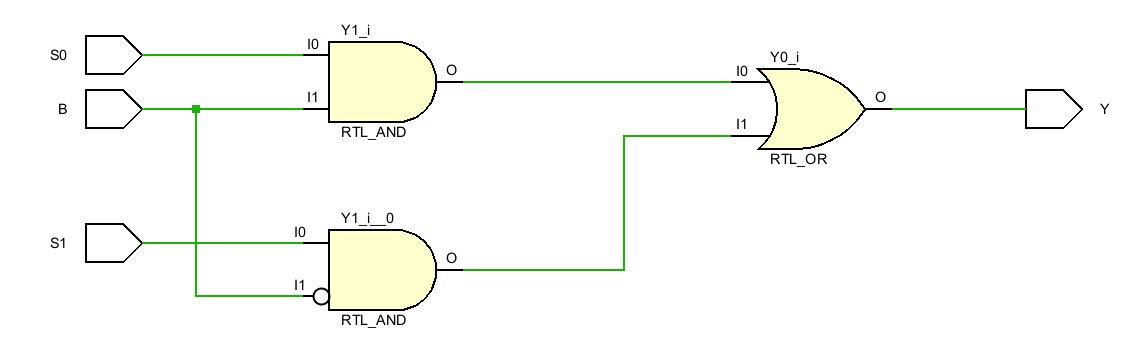 S0
B
S1
Y1_i
I0
I1
O
RTL_AND
Y1_i__0
I0
I1
O
RTL_AND
Y0_i
I0
I1
O
RTL_OR
Y